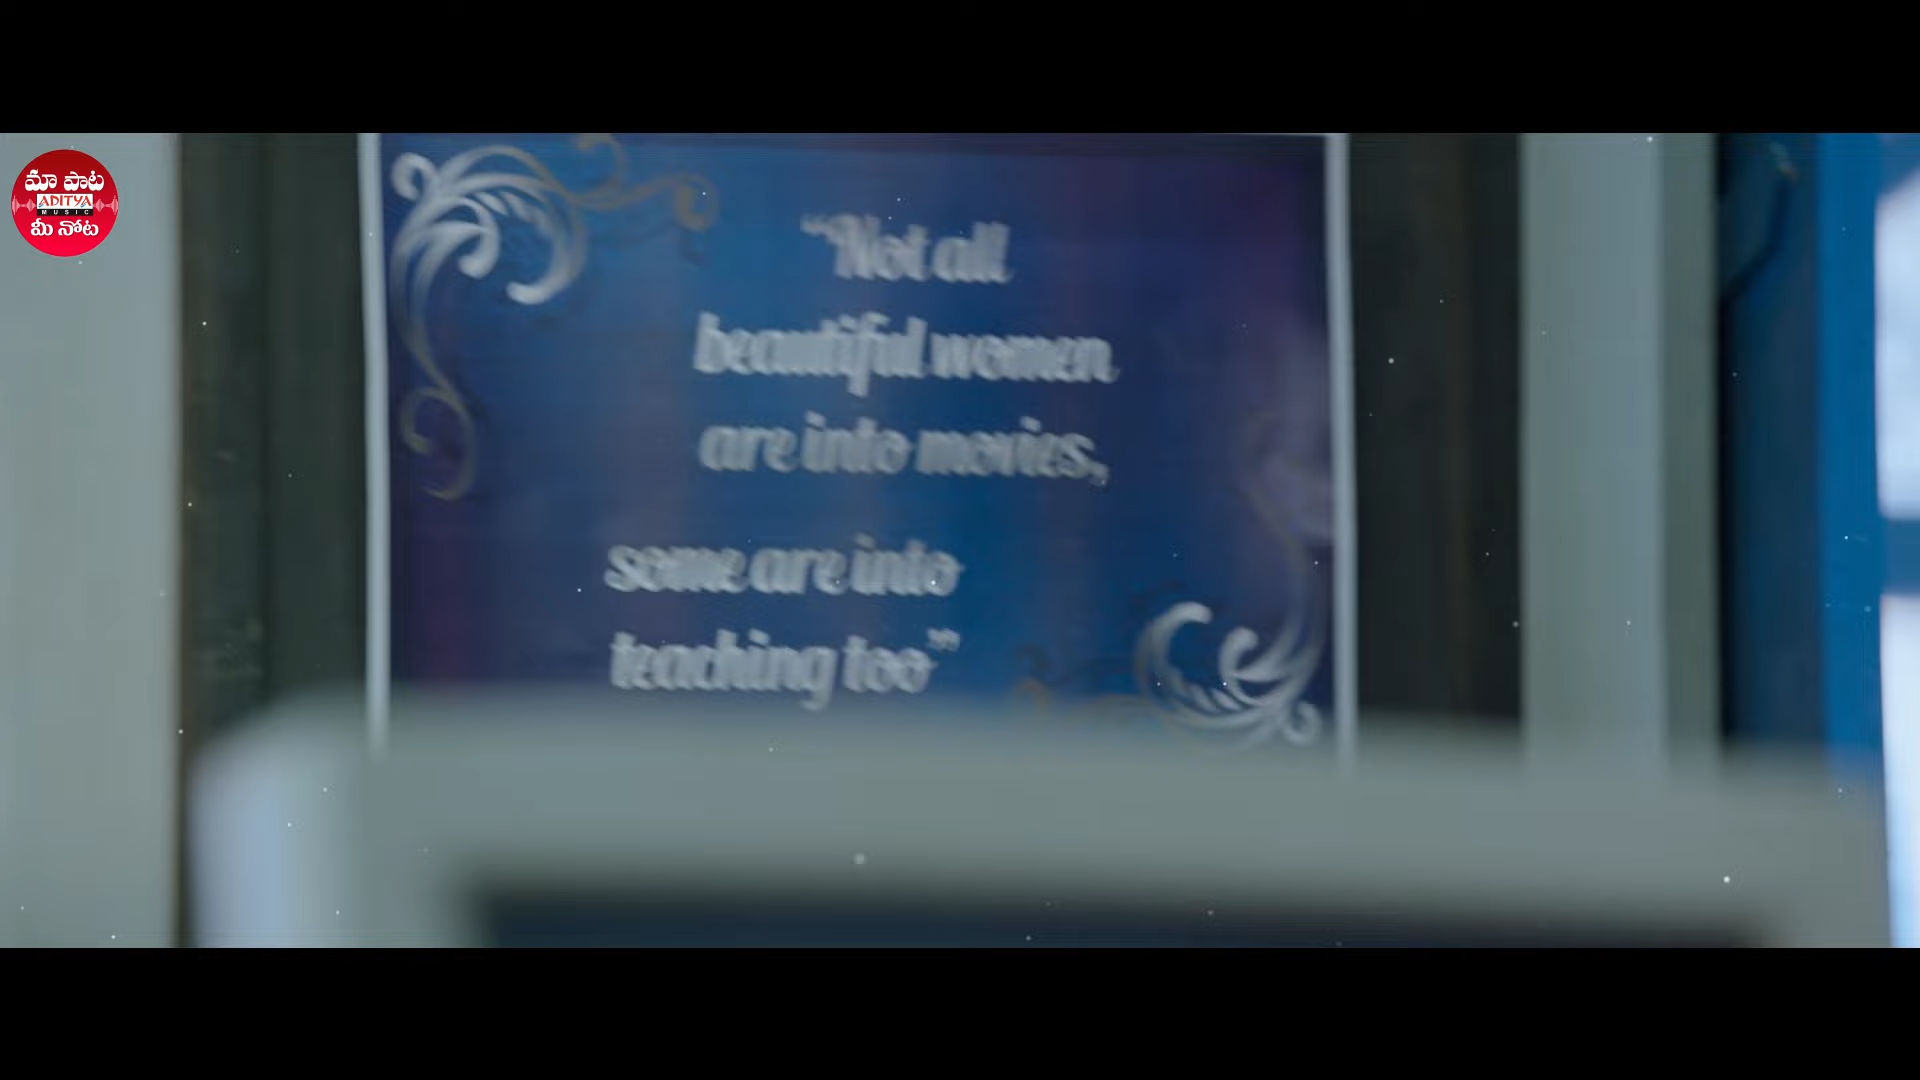 మా పాట
ADITYA
MUSIC
మీ నోట
“Not all
beautiful women
are into movies,
some are into
teaching too”